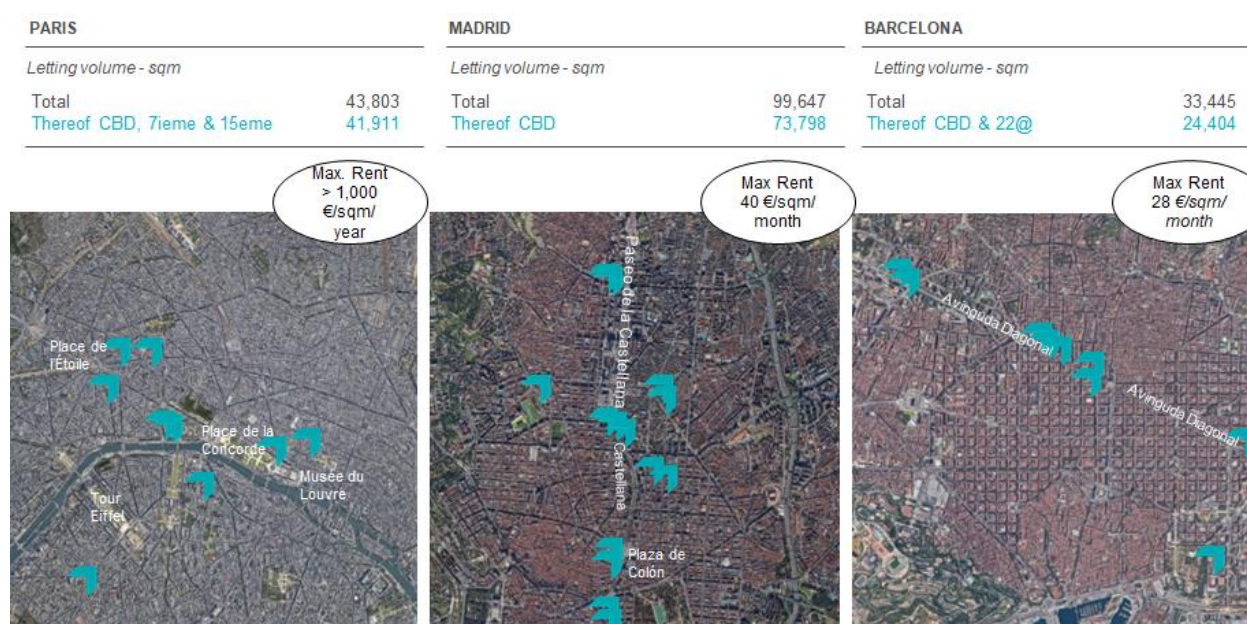 PARIS
Letting volume - sqm
Total 43,803
Thereof CBD, 7ieme & 15eme 41,911
MADRID
Letting volume - sqm
Total 99,647
Thereof CBD 73,798
BARCELONA
Letting volume - sqm
Total 33,445
Thereof CBD & 22@ 24,404
Max. Rent
> 1,000
€/sqm/
year
Place de
l'Étoile
Place de la
Concorde
Musée du
Louvre
Tour
Eiffel
Max Rent
40 €/sqm/
month
Paseo de la Castellana
Castellana
Plaza de
Colón
Max Rent
28 €/sqm/
month
Avinguda Diagonal
Avinguda Diagonal